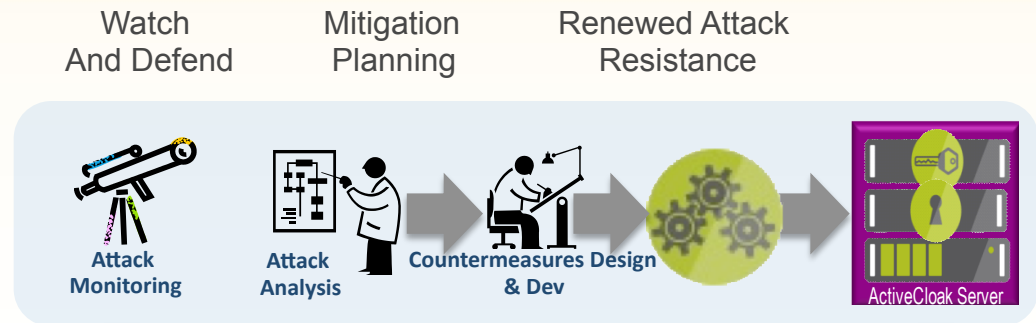 Watch
And Defend
Mitigation
Planning
Renewed Attack
Resistance
Attack
Monitoring
Attack
Analysis
Countermeasures Design
& Dev
ActiveCloak Server